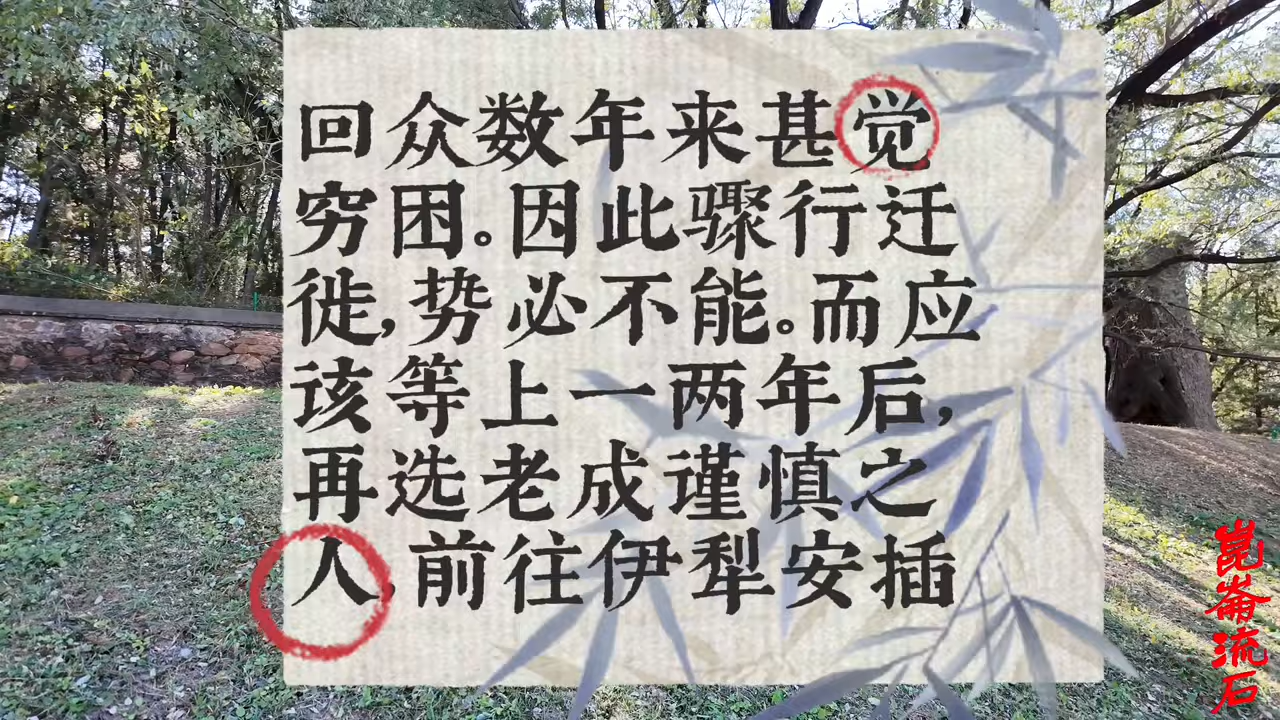 回众数年来甚觉
穷困。因此骤行迁
徙,势必不能。而应
该等上一两年后,
再选老成谨慎之
人,前往伊犁安插
崑崙流石